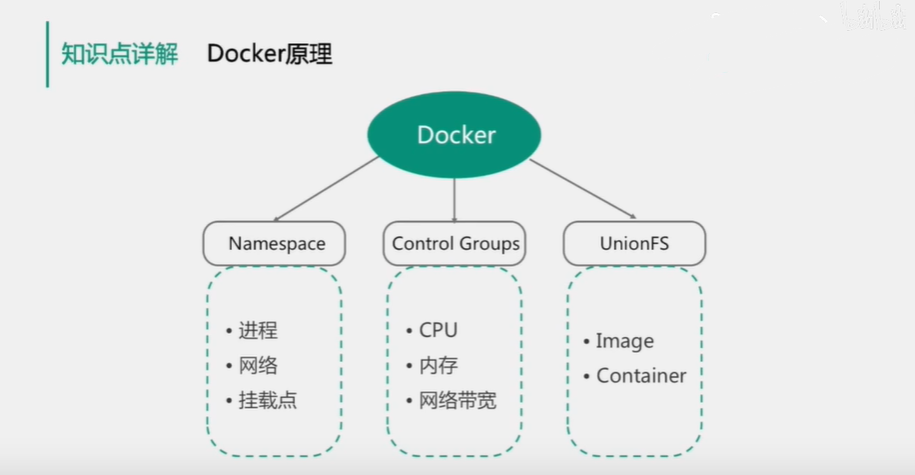 知识点详解 Docker原理
Docker
Namespace
• 进程
• 网络
• 挂载点
Control Groups
• CPU
• 内存
• 网络带宽
UnionFS
• Image
• Container